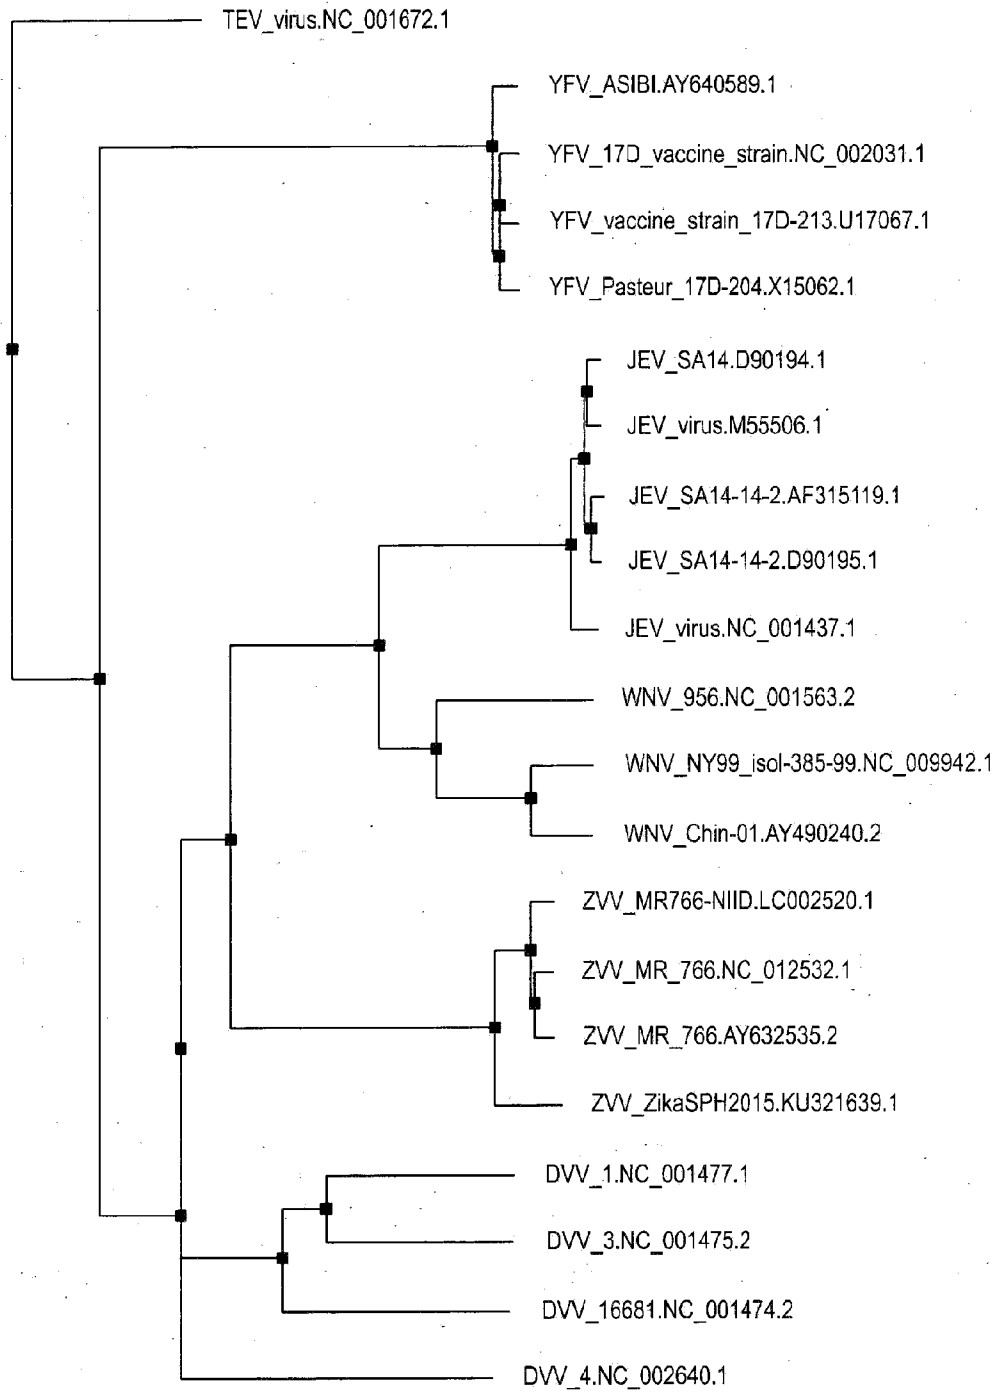 TEV_virus.NC_001672.1
YFV_ASIBI.AY640589.1
YFV_17D_vaccine_strain.NC_002031.1
YFV_vaccine_strain_17D-213.U17067.1
YFV_Pasteur_17D-204.X15062.1
JEV_SA14.D90194.1
JEV_virus.M55506.1
JEV_SA14-14-2.AF315119.1
JEV_SA14-14-2.D90195.1
JEV_virus.NC_001437.1
WNV_956.NC_001563.2
WNV_NY99_isol-385-99.NC_009942.1
WNV_Chin-01.AY490240.2
ZVV_MR766-NIID.LC002520.1
ZVV_MR_766.NC_012532.1
ZVV_MR_766.AY632535.2
ZVV_ZikaSPH2015.KU321639.1
DVV_1.NC_001477.1
DVV_3.NC_001475.2
DVV_16681.NC_001474.2
DVV_4.NC_002640.1